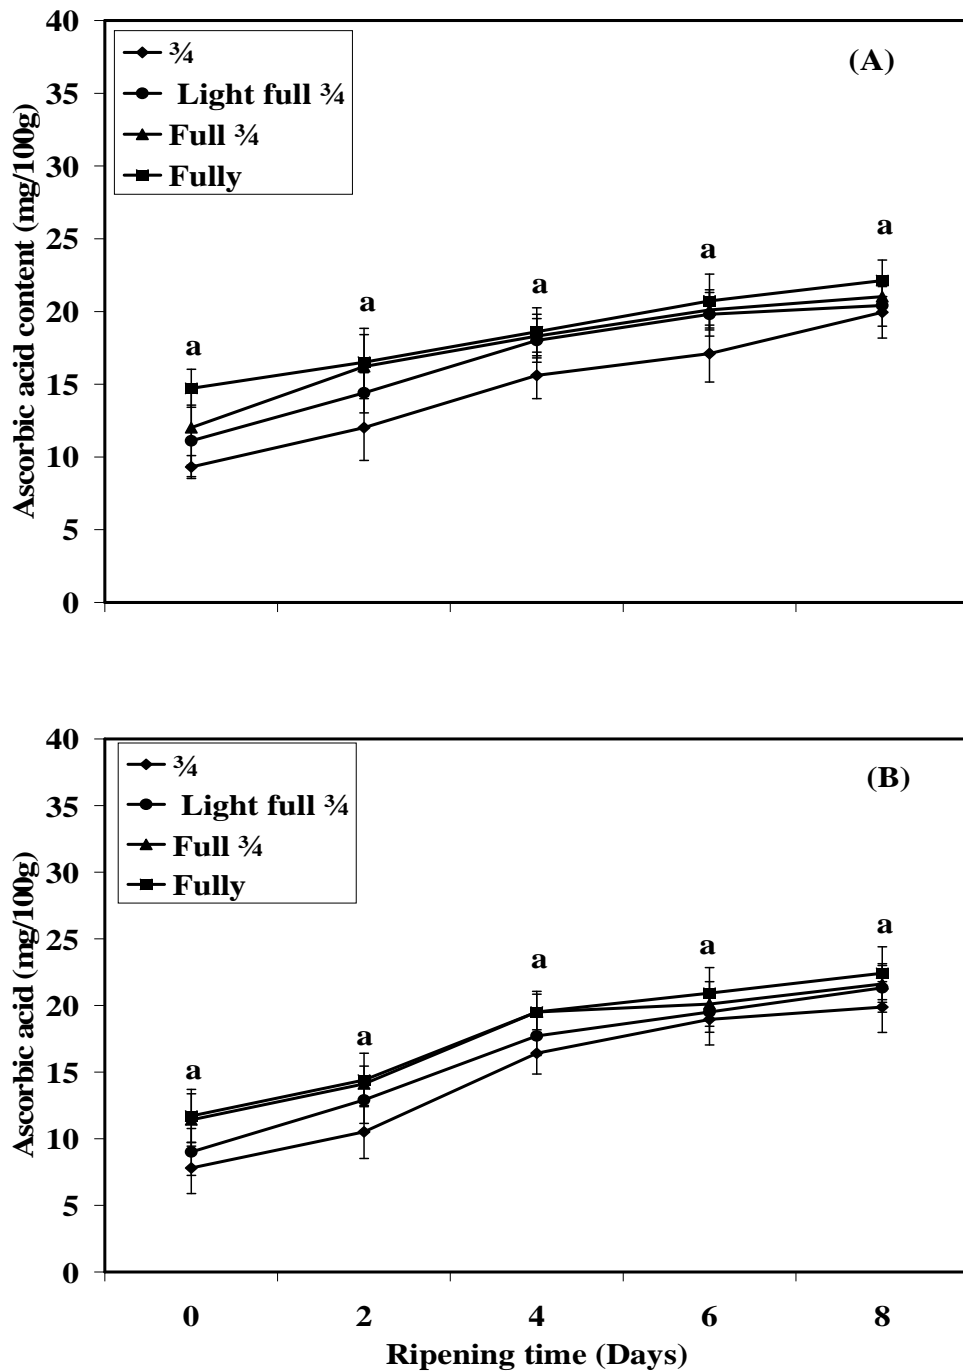 40
35
30
25
20
15
10
5
0
Ascorbic acid content (mg/100g)
¾
Light full ¾
Full ¾
Fully
(A)
a
a
a
a
a
40
35
30
25
20
15
10
5
0
Ascorbic acid (mg/100g)
¾
Light full ¾
Full ¾
Fully
(B)
a
a
a
a
a
0 2 4 6 8
Ripening time (Days)